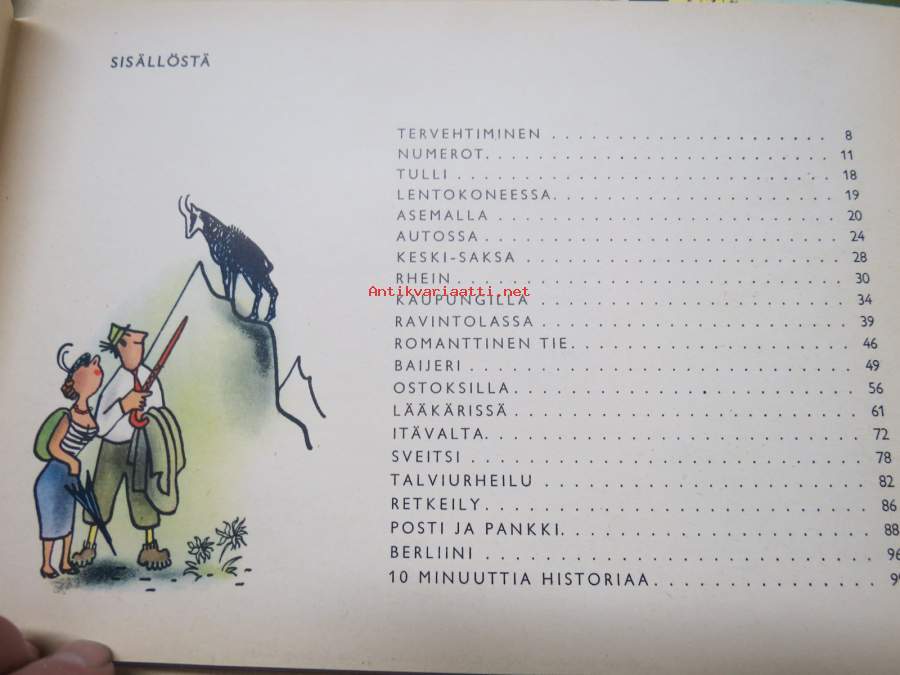 SISÄLLÖSTÄ
TERVEHTIMINEN . . . . . . . . . . . . . . . . . . . . . . . 8
NUMEROT. . . . . . . . . . . . . . . . . . . . . . . . . . . . 11
TULLI . . . . . . . . . . . . . . . . . . . . . . . . . . . . . . . 18
LENTOKONEESSA. . . . . . . . . . . . . . . . . . . . . . 19
ASEMALLA . . . . . . . . . . . . . . . . . . . . . . . . . . . 20
AUTOSSA . . . . . . . . . . . . . . . . . . . . . . . . . . . . 24
KESKI-SAKSA . . . . . . . . . . . . . . . . . . . . . . . . . 28
RHEIN . . . . . . . . . . . . . . . . . . . . . . . . . . . . . . 30
Antikvariaatti.net
KAUPUNGILLA . . . . . . . . . . . . . . . . . . . . . . . . 34
RAVINTOLASSA . . . . . . . . . . . . . . . . . . . . . . . 39
ROMANTTINEN TIE. . . . . . . . . . . . . . . . . . . . . 46
BAIJERI . . . . . . . . . . . . . . . . . . . . . . . . . . . . . 49
OSTOKSILLA . . . . . . . . . . . . . . . . . . . . . . . . . 56
LÄÄKÄRISSÄ . . . . . . . . . . . . . . . . . . . . . . . . . 61
ITÄVALTA. . . . . . . . . . . . . . . . . . . . . . . . . . . . 72
SVEITSI . . . . . . . . . . . . . . . . . . . . . . . . . . . . . 78
TALVIURHEILU . . . . . . . . . . . . . . . . . . . . . . . 82
RETKEILY. . . . . . . . . . . . . . . . . . . . . . . . . . . . 86
POSTI JA PANKKI. . . . . . . . . . . . . . . . . . . . . . 88
BERLIINI . . . . . . . . . . . . . . . . . . . . . . . . . . . . 96
10 MINUUTTIA HISTORIAA. . . . . . . . . . . . . . . .